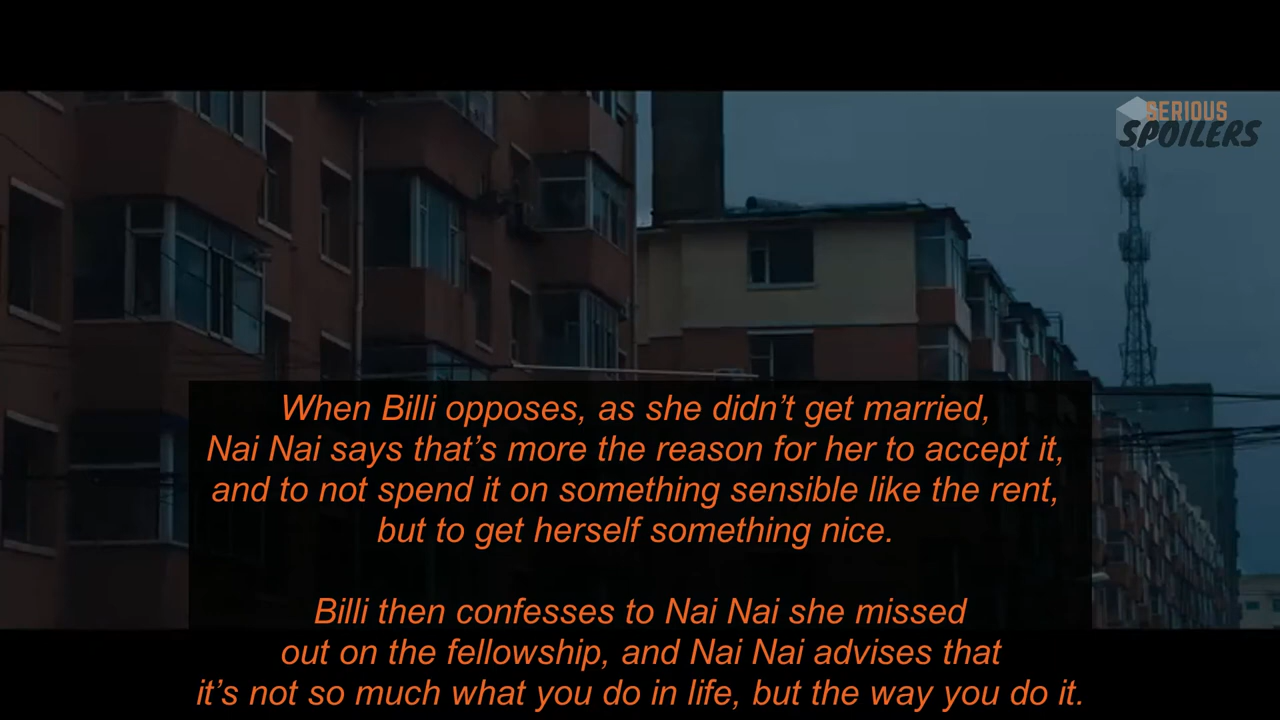 SERIOUS
SPOILERS
When Billi opposes, as she didn’t get married,
Nai Nai says that’s more the reason for her to accept it,
and to not spend it on something sensible like the rent,
but to get herself something nice.
Billi then confesses to Nai Nai she missed
out on the fellowship, and Nai Nai advises that
it’s not so much what you do in life, but the way you do it.